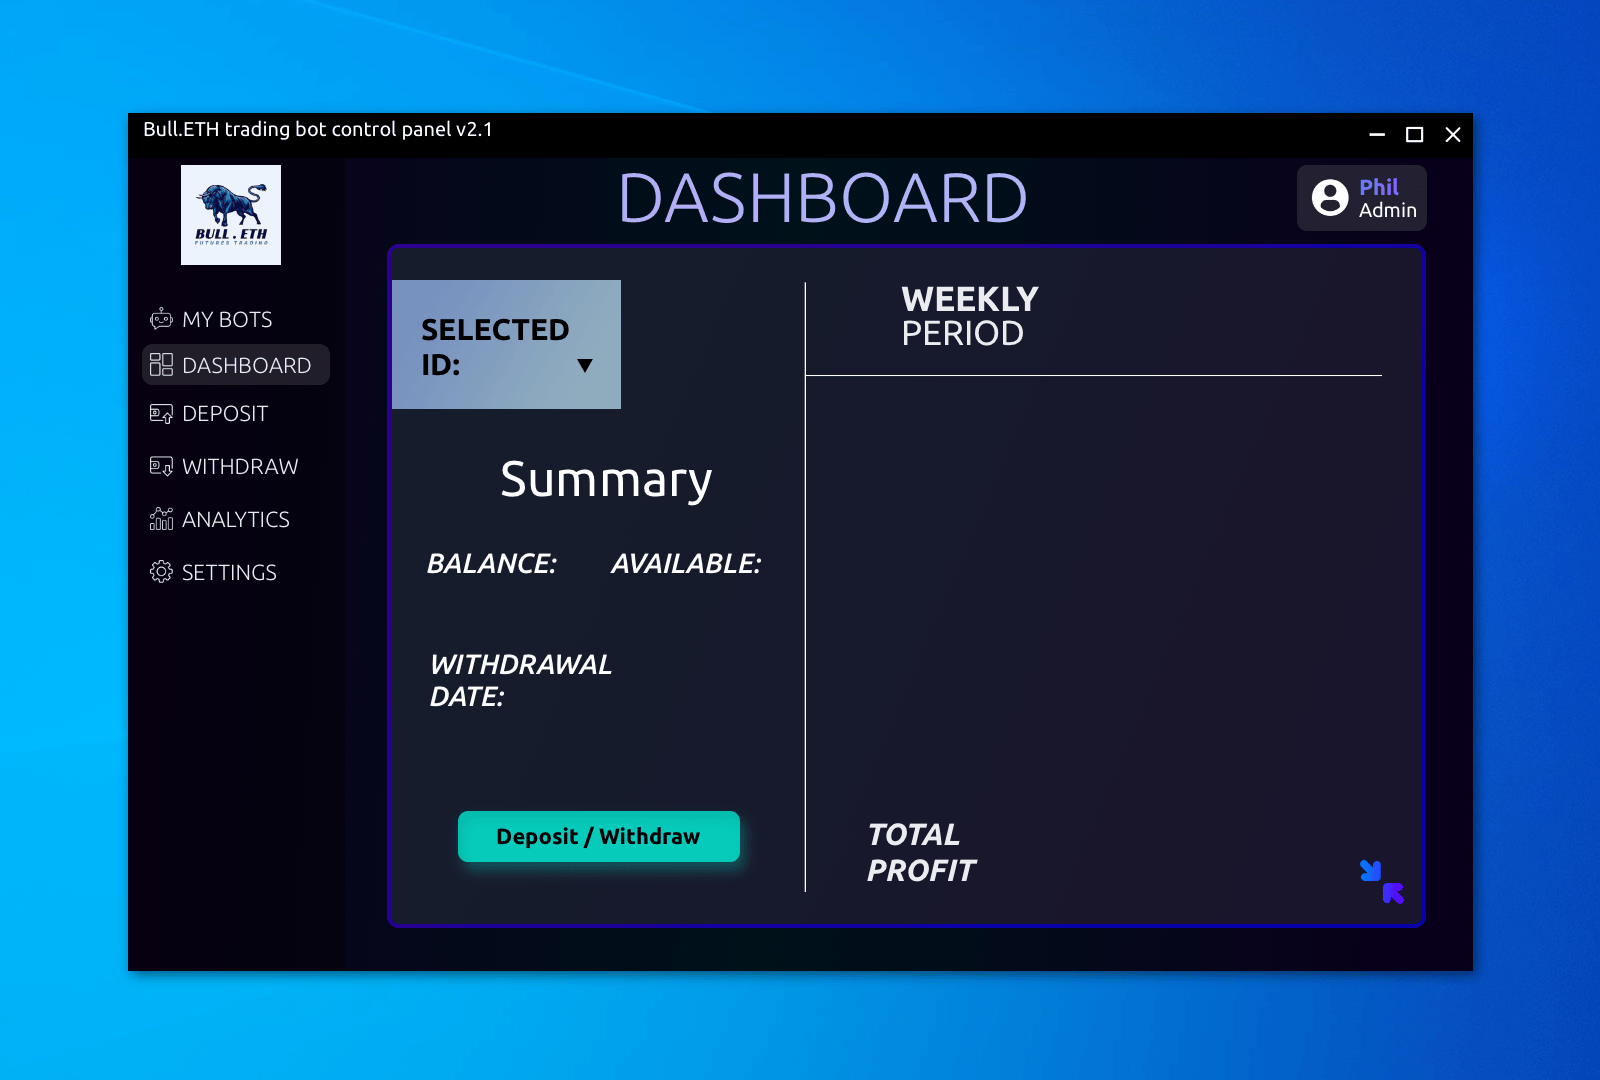 Bull.ETH trading bot control panel v2.1
BULL . ETH
FUTURES TRADING
DASHBOARD
Phil
Admin
MY BOTS
DASHBOARD
DEPOSIT
WITHDRAW
ANALYTICS
SETTINGS
SELECTED
ID:
Summary
BALANCE:
AVAILABLE:
WITHDRAWAL
DATE:
Deposit / Withdraw
WEEKLY
PERIOD
TOTAL
PROFIT